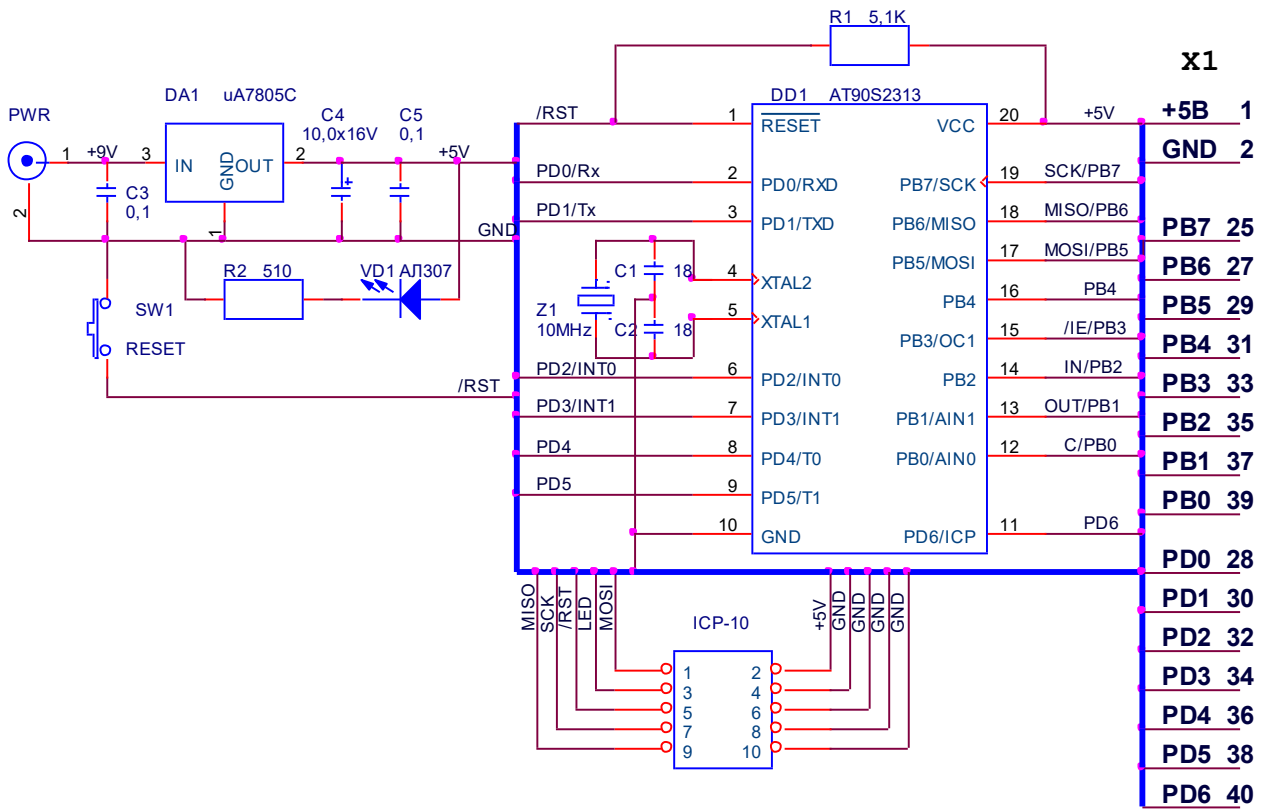 R1 5,1K
X1
DA1 uA7805C
C4
10,0x16V
C5
0,1
DD1 AT90S2313
PWR
1
+9V
3
IN
GND
OUT
2
+5V
1
2
C3
0,1
GND
R2 510
VD1 АЛ307
SW1
RESET
/RST
/RST
1
RESET
PD0/Rx
2
PD0/RXD
PD1/Tx
3
PD1/TXD
Z1
10MHz
C1 18
C2 18
4
XTAL2
5
XTAL1
PD2/INT0
6
PD2/INT0
PD3/INT1
7
PD3/INT1
PD4
8
PD4/T0
PD5
9
PD5/T1
10
GND
VCC
20
+5V
PB7/SCK
19
SCK/PB7
PB6/MISO
18
MISO/PB6
PB5/MOSI
17
MOSI/PB5
PB4
16
PB4
PB3/OC1
15
/IE/PB3
PB2
14
IN/PB2
PB1/AIN1
13
OUT/PB1
PB0/AIN0
12
C/PB0
PD6/ICP
11
PD6
+5B 1
GND 2
PB7 25
PB6 27
PB5 29
PB4 31
PB3 33
PB2 35
PB1 37
PB0 39
PD0 28
PD1 30
PD2 32
PD3 34
PD4 36
PD5 38
PD6 40
MISO
SCK
/RST
LED
MOSI
+5V
GND
GND
GND
GND
ICP-10
1 2
3 4
5 6
7 8
9 10